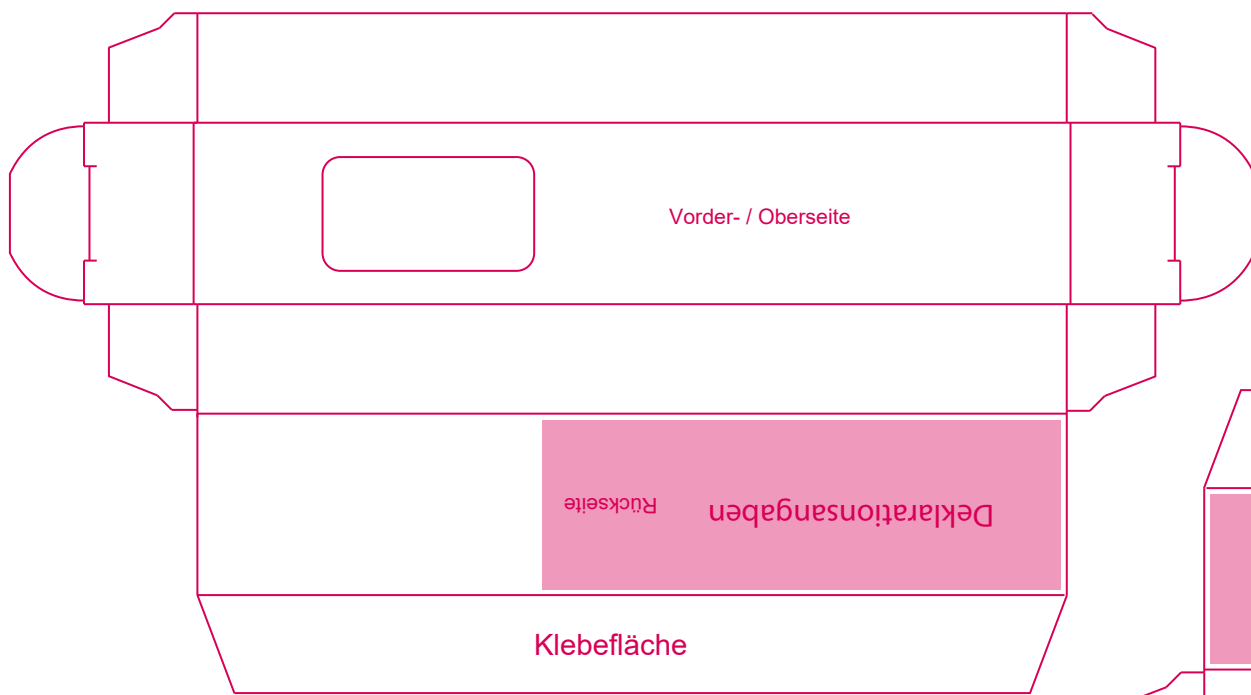 Vorder- / Oberseite
Deklarationsangaben
Rückseite
Klebefläche